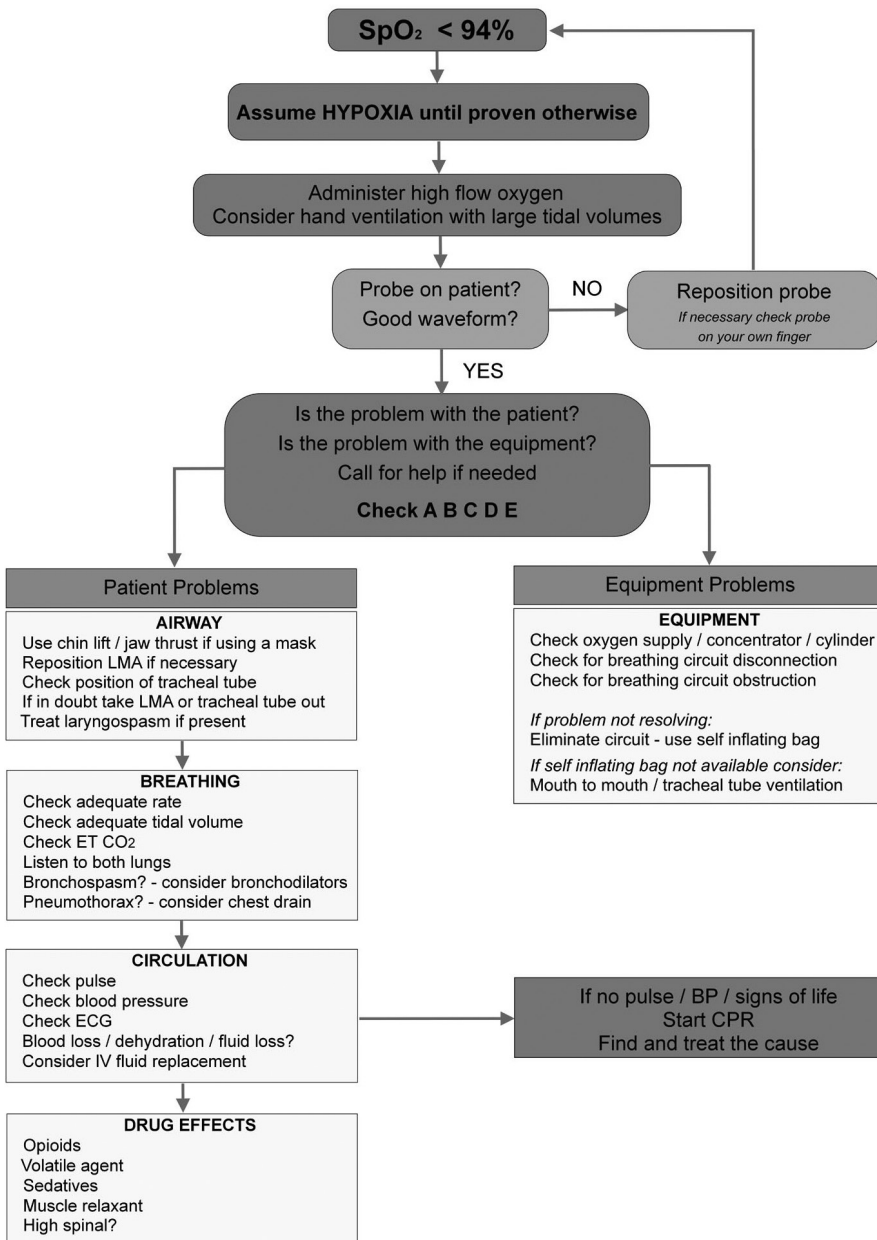 SpO₂ < 94%
Assume HYPOXIA until proven otherwise
Administer high flow oxygen
Consider hand ventilation with large tidal volumes
Probe on patient?
Good waveform?
NO
Reposition probe
If necessary check probe
on your own finger
YES
Is the problem with the patient?
Is the problem with the equipment?
Call for help if needed
Check A B C D E
Patient Problems
AIRWAY
Use chin lift / jaw thrust if using a mask
Reposition LMA if necessary
Check position of tracheal tube
If in doubt take LMA or tracheal tube out
Treat laryngospasm if present
BREATHING
Check adequate rate
Check adequate tidal volume
Check ET CO₂
Listen to both lungs
Bronchospasm? - consider bronchodilators
Pneumothorax? - consider chest drain
CIRCULATION
Check pulse
Check blood pressure
Check ECG
Blood loss / dehydration / fluid loss?
Consider IV fluid replacement
DRUG EFFECTS
Opioids
Volatile agent
Sedatives
Muscle relaxant
High spinal?
Equipment Problems
EQUIPMENT
Check oxygen supply / concentrator / cylinder
Check for breathing circuit disconnection
Check for breathing circuit obstruction
If problem not resolving:
Eliminate circuit - use self inflating bag
If self inflating bag not available consider:
Mouth to mouth / tracheal tube ventilation
If no pulse / BP / signs of life
Start CPR
Find and treat the cause